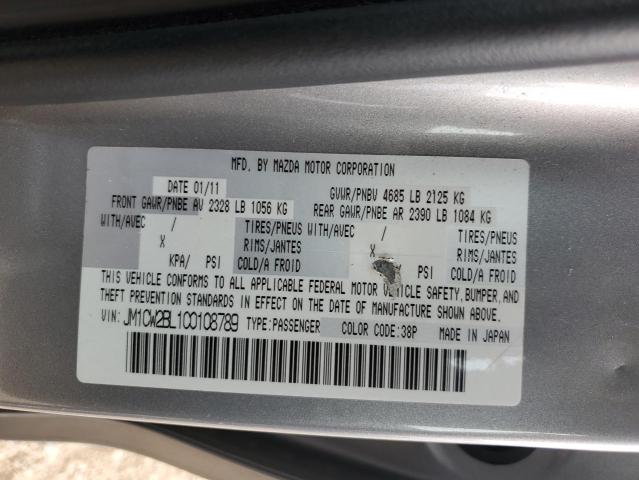 MFD. BY MAZDA MOTOR CORPORATION
DATE 01/11 GVWR/PNBV 4685 LB 2125 KG
FRONT GAWR/PNBE AV 2328 LB 1056 KG REAR GAWR/PNBE AR 2390 LB 1084 KG
WITH/AVEC / TIRES/PNEUS WITH/AVEC / TIRES/PNEUS
X RIMS/JANTES X RIMS/JANTES
KPA/ PSI COLD/A FROID PSI COLD/A FROID
THIS VEHICLE CONFORMS TO ALL APPLICABLE FEDERAL MOTOR VEHICLE SAFETY, BUMPER, AND
THEFT PREVENTION STANDARDS IN EFFECT ON THE DATE OF MANUFACTURE SHOWN ABOVE.
VIN: JM1CW2BL1C0108789 TYPE:PASSENGER COLOR CODE:38P MADE IN JAPAN